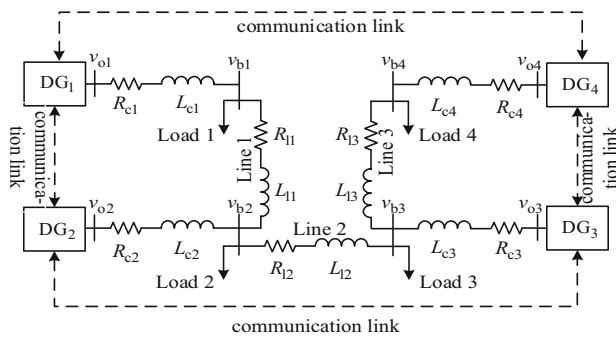 communication link
DG1
vo1
Rc1
Lc1
vb1
vb4
Lc4
Rc4
vo4
DG4
Load 1
Rl1
Line 1
Ll1
Rl3
Line 3
Ll3
Load 4
communica-
tion link
communica-
tion link
DG2
vo2
Rc2
Lc2
vb2
Line 2
vb3
Lc3
Rc3
vo3
DG3
Load 2
Rl2
Ll2
Load 3
communication link